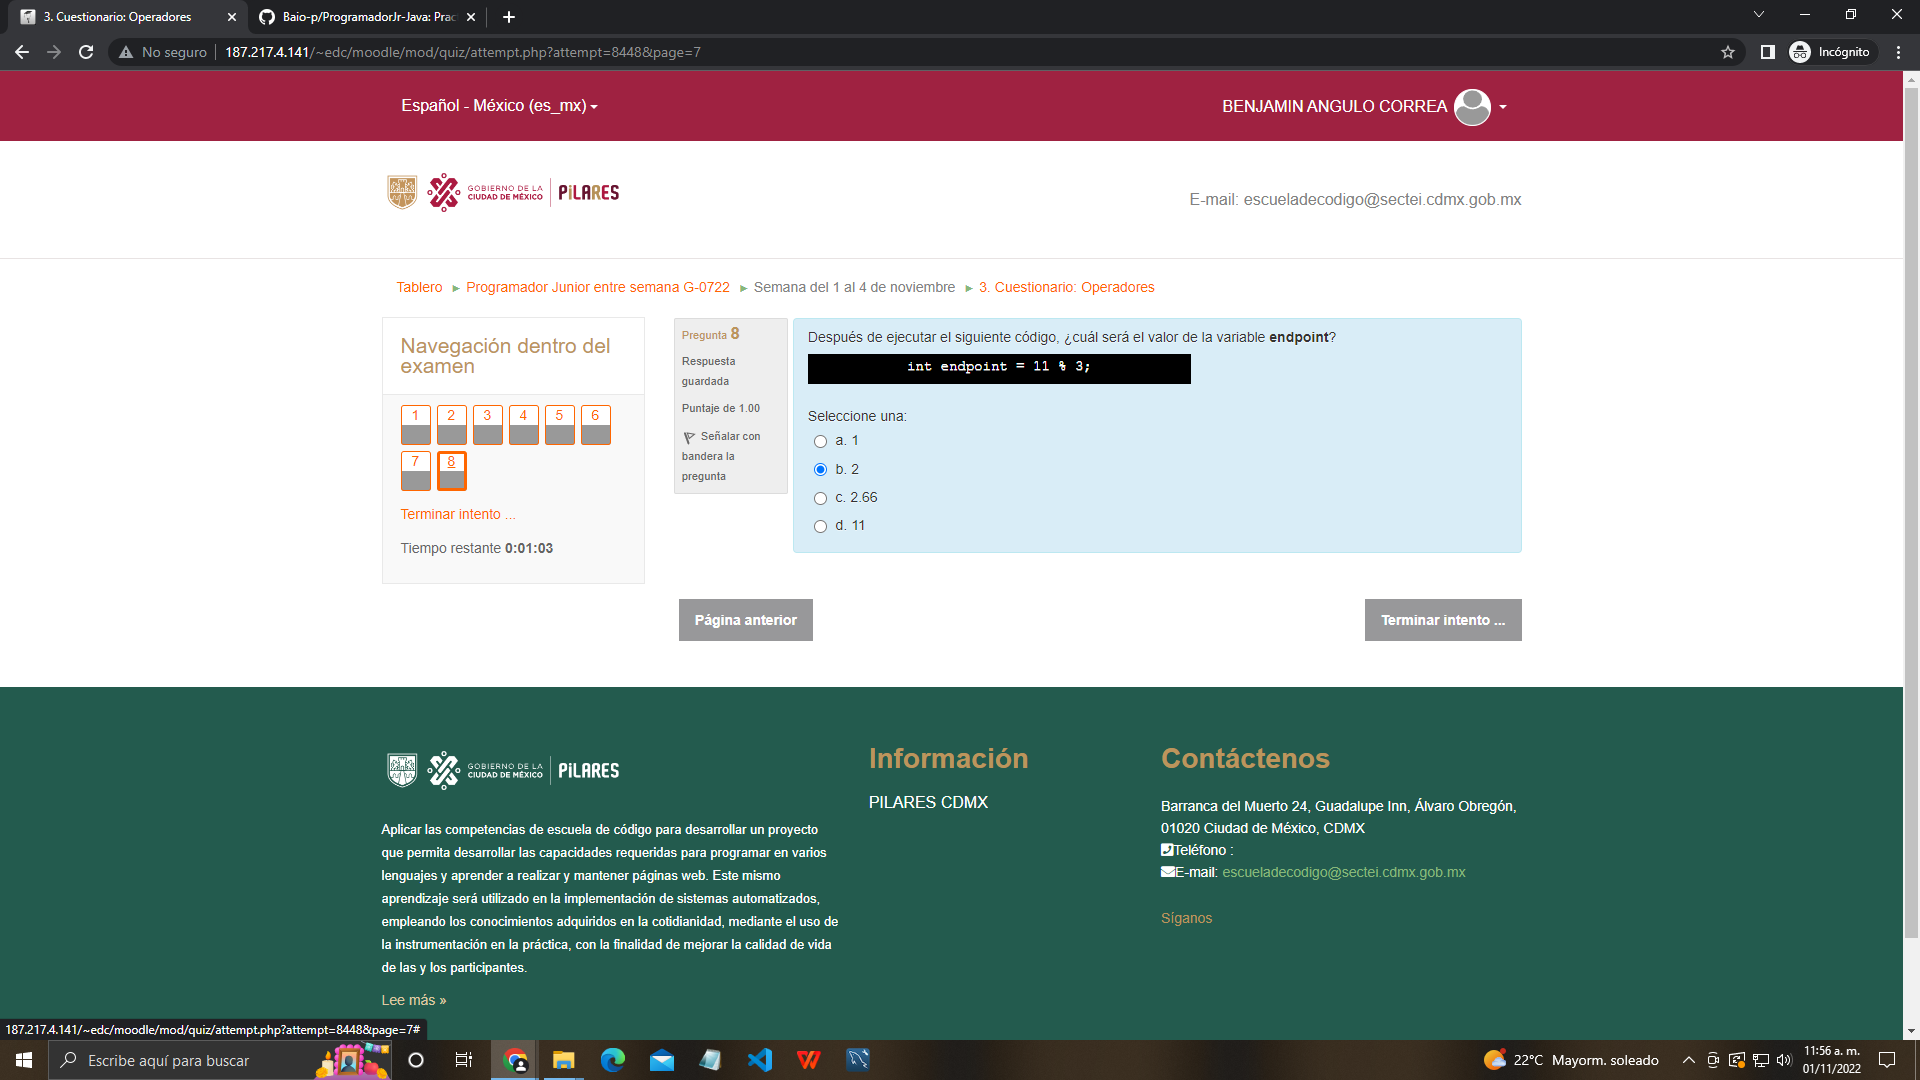 3. Cuestionario: Operadores
Baio-p/ProgramadorJr-Java: Prac
No seguro
187.217.4.141/~edc/moodle/mod/quiz/attempt.php?attempt=8448&page=7
Incógnito
Español - México (es_mx)
BENJAMIN ANGULO CORREA
GOBIERNO DE LA
CIUDAD DE MÉXICO
PILARES
E-mail: escueladecodigo@sectei.cdmx.gob.mx
Tablero ► Programador Junior entre semana G-0722 ► Semana del 1 al 4 de noviembre ► 3. Cuestionario: Operadores
Navegación dentro del
examen
1 2 3 4 5 6
7 8
Terminar intento ...
Tiempo restante 0:01:03
Pregunta 8
Respuesta
guardada
Puntaje de 1.00
Señalar con
bandera la
pregunta
Después de ejecutar el siguiente código, ¿cuál será el valor de la variable endpoint?
int endpoint = 11 % 3;
Seleccione una:
a. 1
b. 2
c. 2.66
d. 11
Página anterior
Terminar intento ...
GOBIERNO DE LA
CIUDAD DE MÉXICO
PILARES
Aplicar las competencias de escuela de código para desarrollar un proyecto
que permita desarrollar las capacidades requeridas para programar en varios
lenguajes y aprender a realizar y mantener páginas web. Este mismo
aprendizaje será utilizado en la implementación de sistemas automatizados,
empleando los conocimientos adquiridos en la cotidianidad, mediante el uso de
la instrumentación en la práctica, con la finalidad de mejorar la calidad de vida
de las y los participantes.
Lee más »
Información
PILARES CDMX
Contáctenos
Barranca del Muerto 24, Guadalupe Inn, Álvaro Obregón,
01020 Ciudad de México, CDMX
Teléfono :
E-mail: escueladecodigo@sectei.cdmx.gob.mx
Síganos
187.217.4.141/~edc/moodle/mod/quiz/attempt.php?attempt=8448&page=7#
Escribe aquí para buscar
22°C Mayorm. soleado
11:56 a. m.
01/11/2022